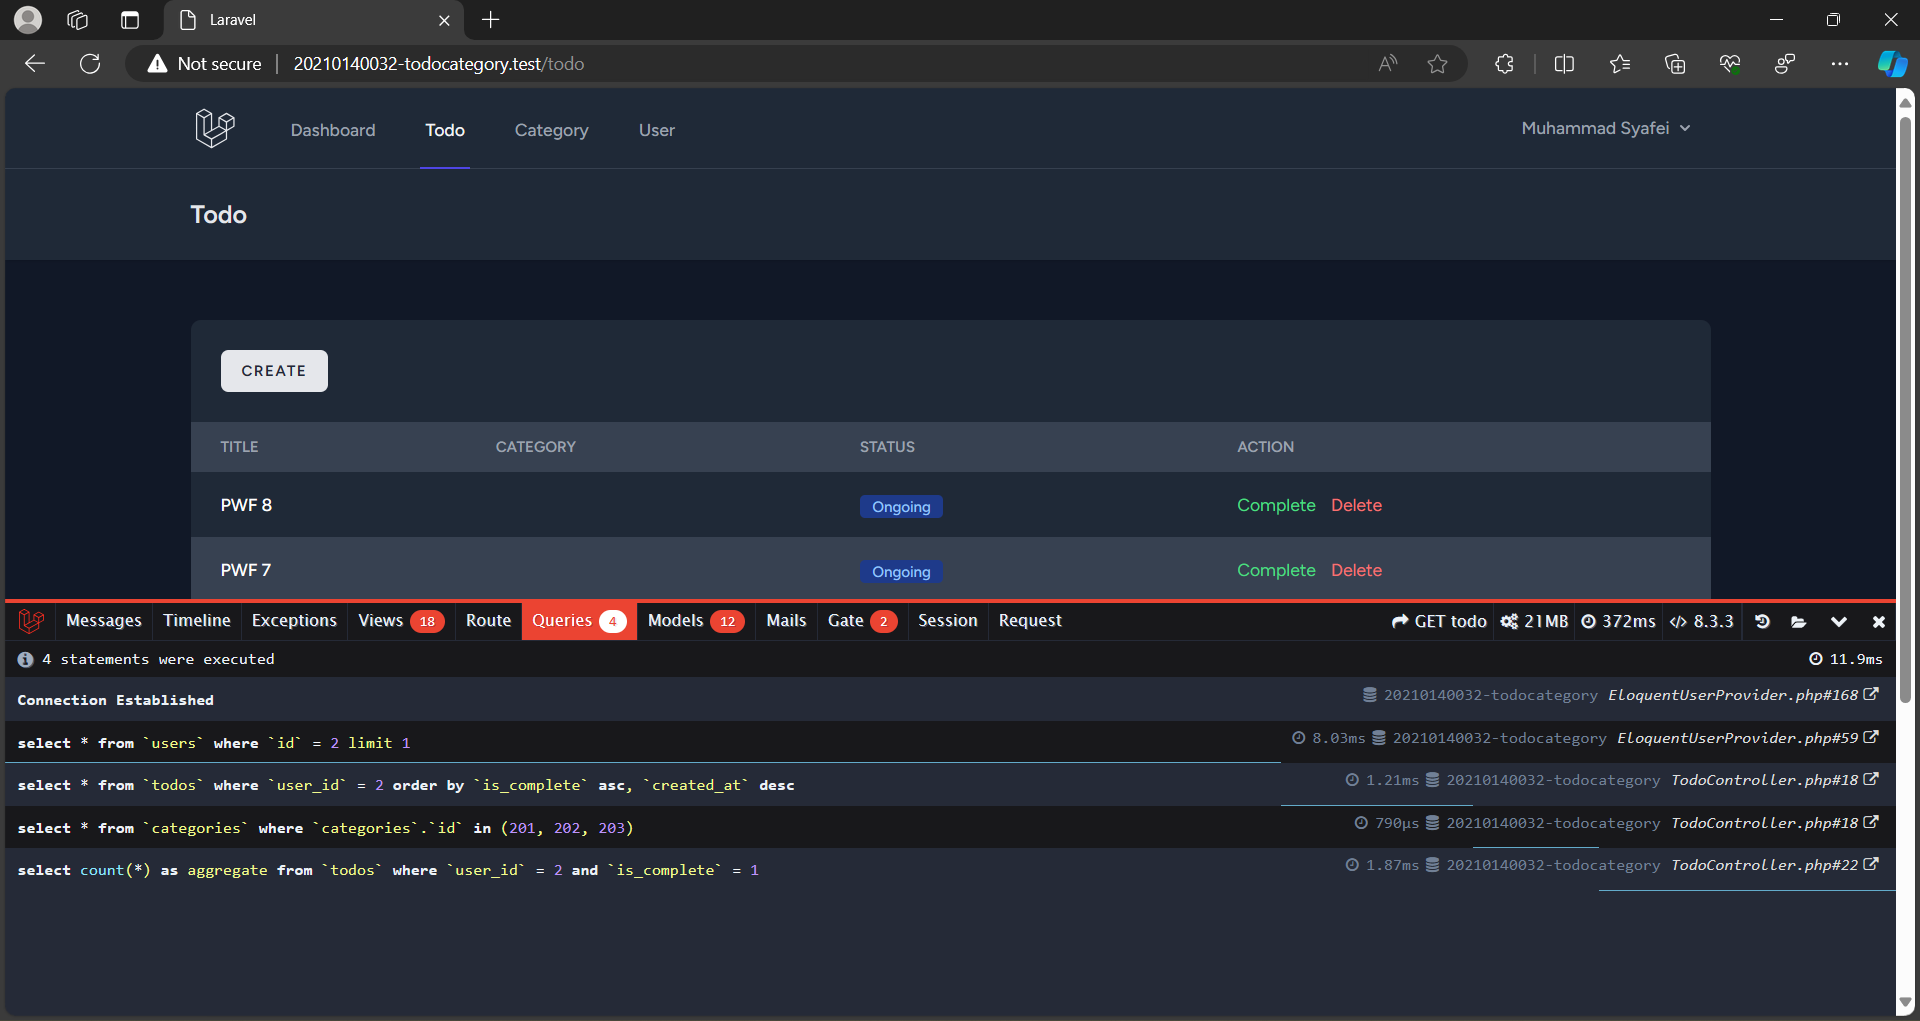 Laravel
Not secure
20210140032-todocategory.test/todo
Dashboard
Todo
Category
User
Muhammad Syafei
Todo
CREATE
TITLE CATEGORY STATUS ACTION
PWF 8 Ongoing Complete Delete
PWF 7 Ongoing Complete Delete
Messages Timeline Exceptions Views 18 Route Queries 4 Models 12 Mails Gate 2 Session Request GET todo 21MB 372ms 8.3.3
4 statements were executed 11.9ms
Connection Established 20210140032-todocategory EloquentUserProvider.php#168
select * from `users` where `id` = 2 limit 1 8.03ms 20210140032-todocategory EloquentUserProvider.php#59
select * from `todos` where `user_id` = 2 order by `is_complete` asc, `created_at` desc 1.21ms 20210140032-todocategory TodoController.php#18
select * from `categories` where `categories`.`id` in (201, 202, 203) 790μs 20210140032-todocategory TodoController.php#18
select count(*) as aggregate from `todos` where `user_id` = 2 and `is_complete` = 1 1.87ms 20210140032-todocategory TodoController.php#22